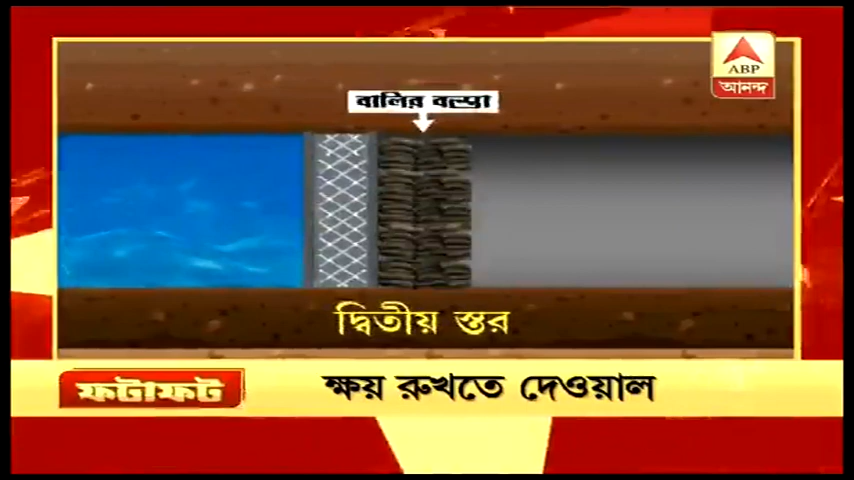 ABP
আনন্দ
বালির বস্তা
দ্বিতীয় স্তর
ফটাফট
ক্ষয় রুখতে দেওয়াল